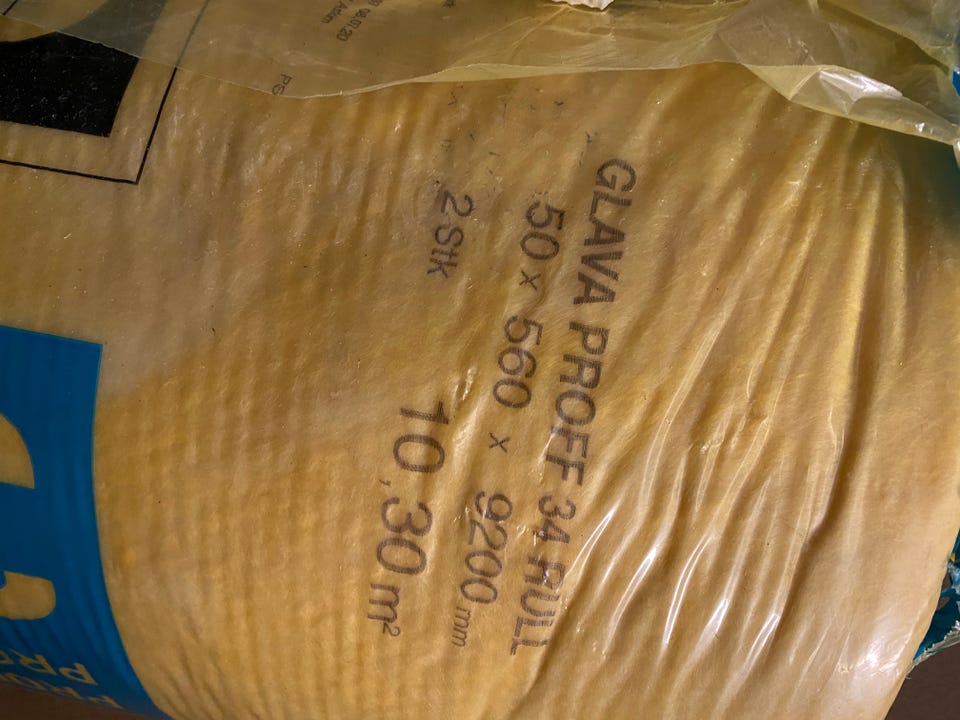 GLAVA PROFF 34 RULL
50 x 560 x 9200 mm
2 Stk 10,30 m²